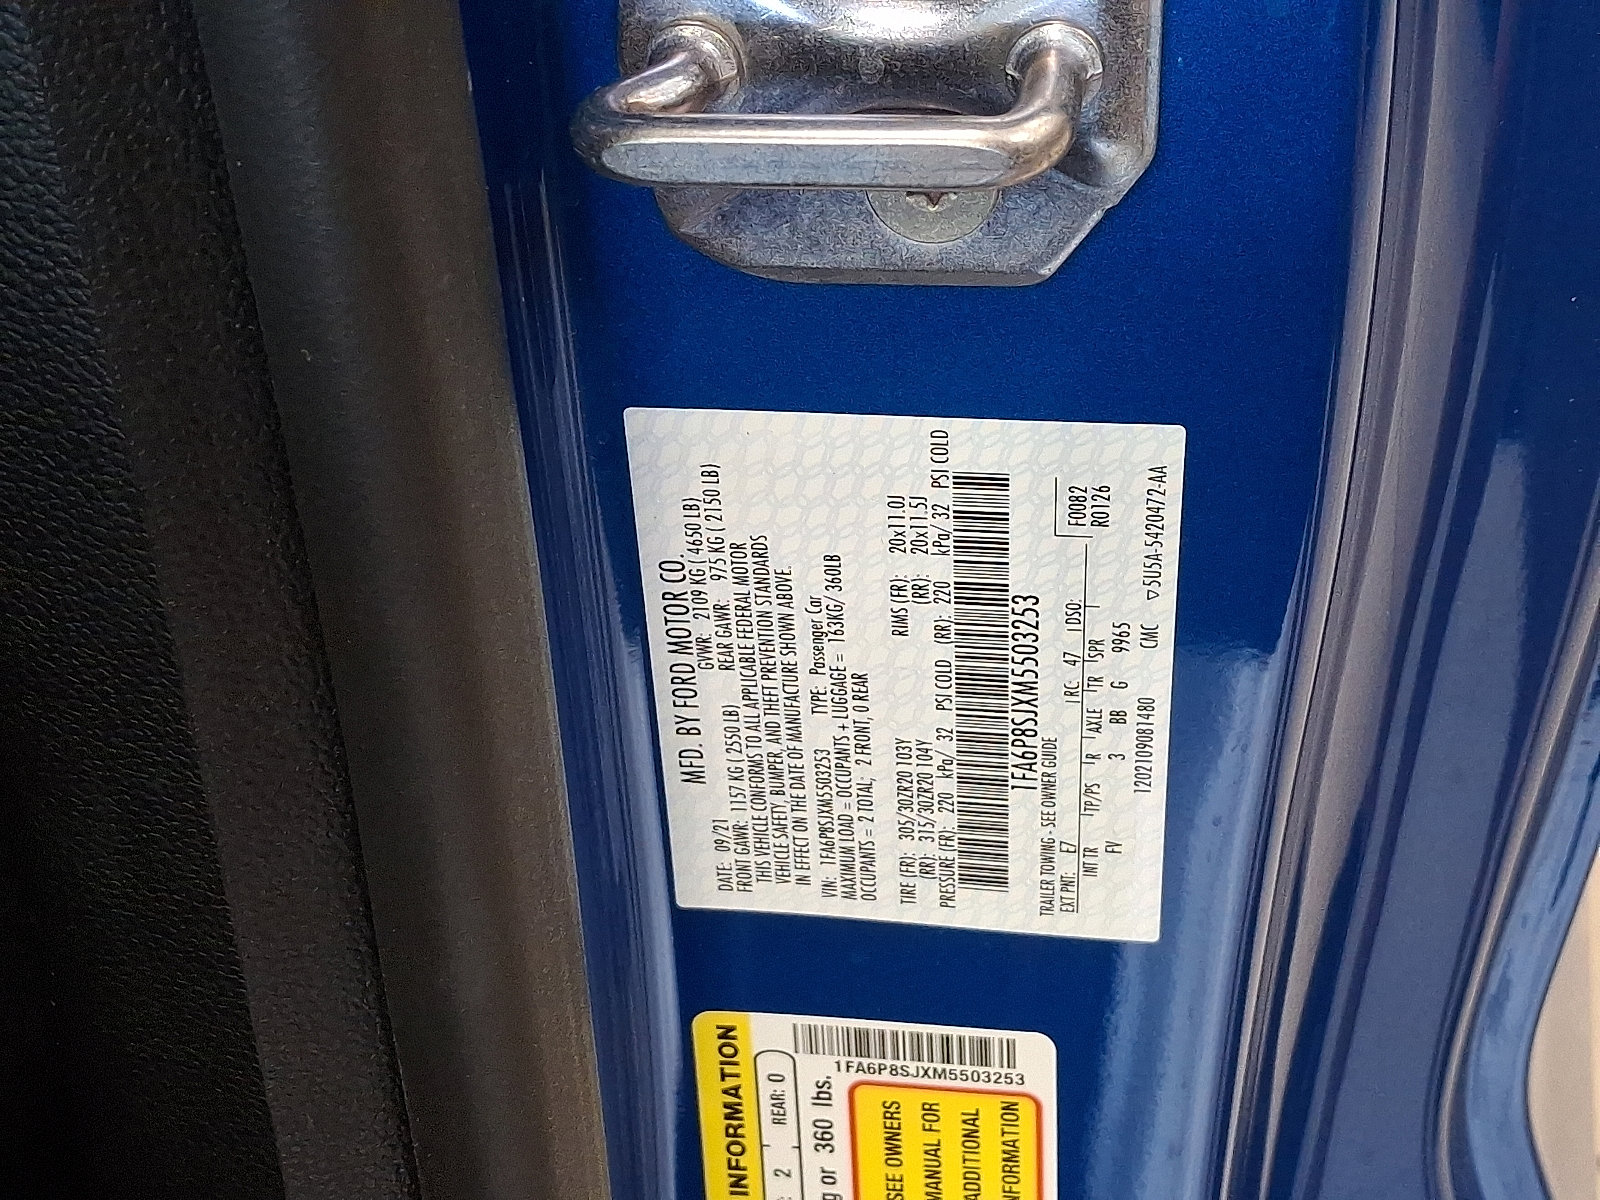 MFD. BY FORD MOTOR CO.
DATE: 09/21 GVWR: 2109 KG ( 4650 LB)
FRONT GAWR: 1157 KG ( 2550 LB) REAR GAWR: 975 KG ( 2150 LB)
THIS VEHICLE CONFORMS TO ALL APPLICABLE FEDERAL MOTOR
VEHICLE SAFETY, BUMPER, AND THEFT PREVENTION STANDARDS
IN EFFECT ON THE DATE OF MANUFACTURE SHOWN ABOVE.
VIN: 1FA6P8SJXM5503253 TYPE: Passenger Car
MAXIMUM LOAD = OCCUPANTS + LUGGAGE = 163KG/ 360LB
OCCUPANTS = 2 TOTAL, 2 FRONT, 0 REAR
TIRE (FR): 305/30ZR20 103Y RIMS (FR): 20x11.0J
(RR): 315/30ZR20 104Y (RR): 20x11.5J
PRESSURE (FR): 220 kPa/ 32 PSI COLD (RR): 220 kPa/ 32 PSI COLD
1FA6P8SJXM5503253
TRAILER TOWING - SEE OWNER GUIDE
F0082
EXT PNT: E7 RC: 47 DSO: R0126
INT TR TP/PS R AXLE TR SPR
FV 3 BB G 9965
120210908​1480 CMC ▽5U5A-5420472-AA
INFORMATION
2 REAR: 0
g or 360 lbs.
1FA6P8SJXM5503253
SEE OWNERS
MANUAL FOR
ADDITIONAL
INFORMATION